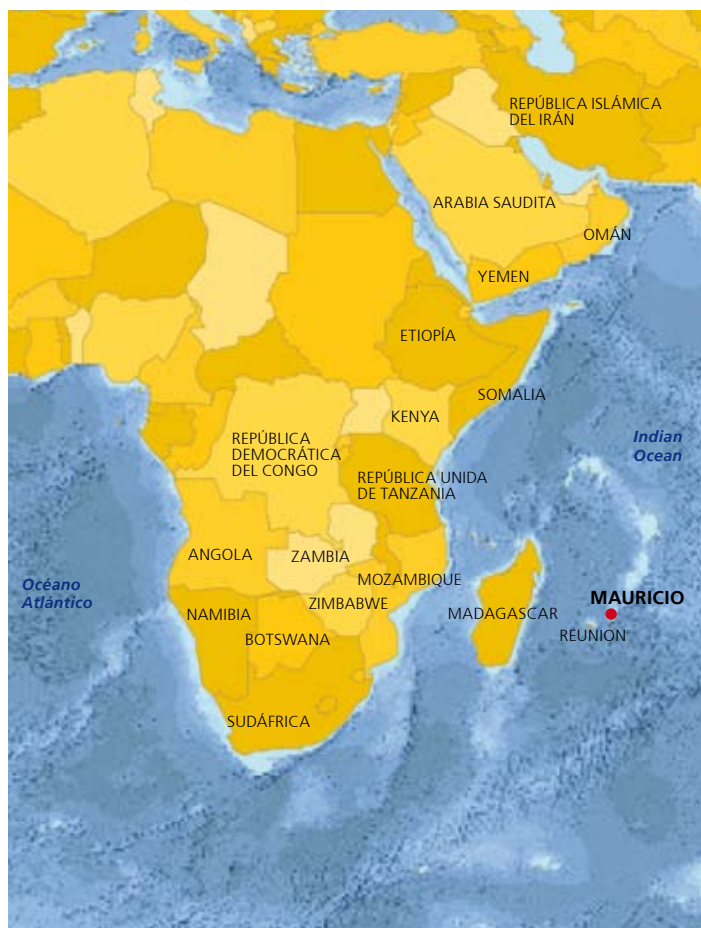 REPÚBLICA ISLÁMICA
DEL IRÁN
ARABIA SAUDITA
OMÁN
YEMEN
ETIOPÍA
SOMALIA
KENYA
REPÚBLICA
DEMOCRÁTICA
DEL CONGO
Indian
Ocean
REPÚBLICA UNIDA
DE TANZANIA
ANGOLA
ZAMBIA
MOZAMBIQUE
Océano
Atlántico
ZIMBABWE
MAURICIO
NAMIBIA
MADAGASCAR
RÉUNION
BOTSWANA
SUDÁFRICA